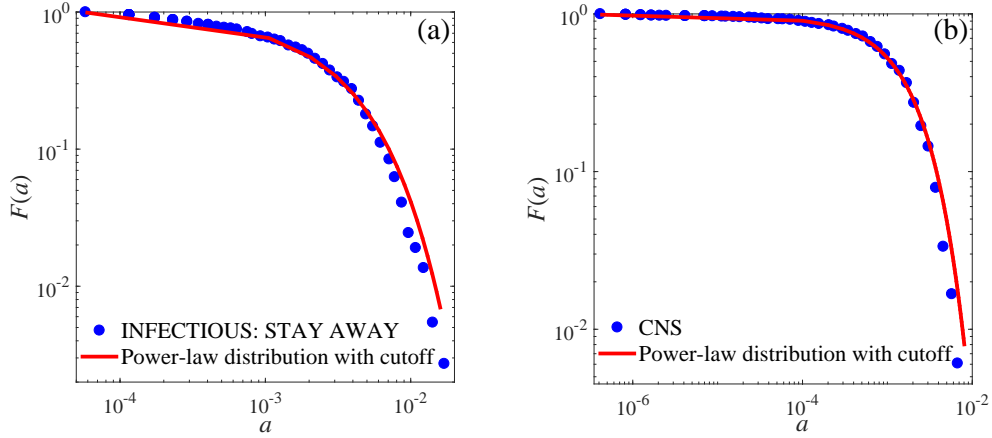 (a)
10^0
10^-1
10^-2
F(a)
INFECTIOUS: STAY AWAY
Power-law distribution with cutoff
10^-4
10^-3
10^-2
a
(b)
10^0
10^-1
10^-2
F(a)
CNS
Power-law distribution with cutoff
10^-6
10^-4
10^-2
a